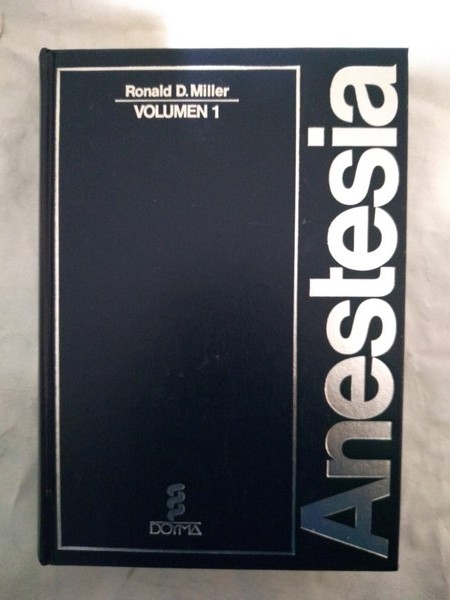 Ronald D. Miller
VOLUMEN 1
Anestesia
DOYMA